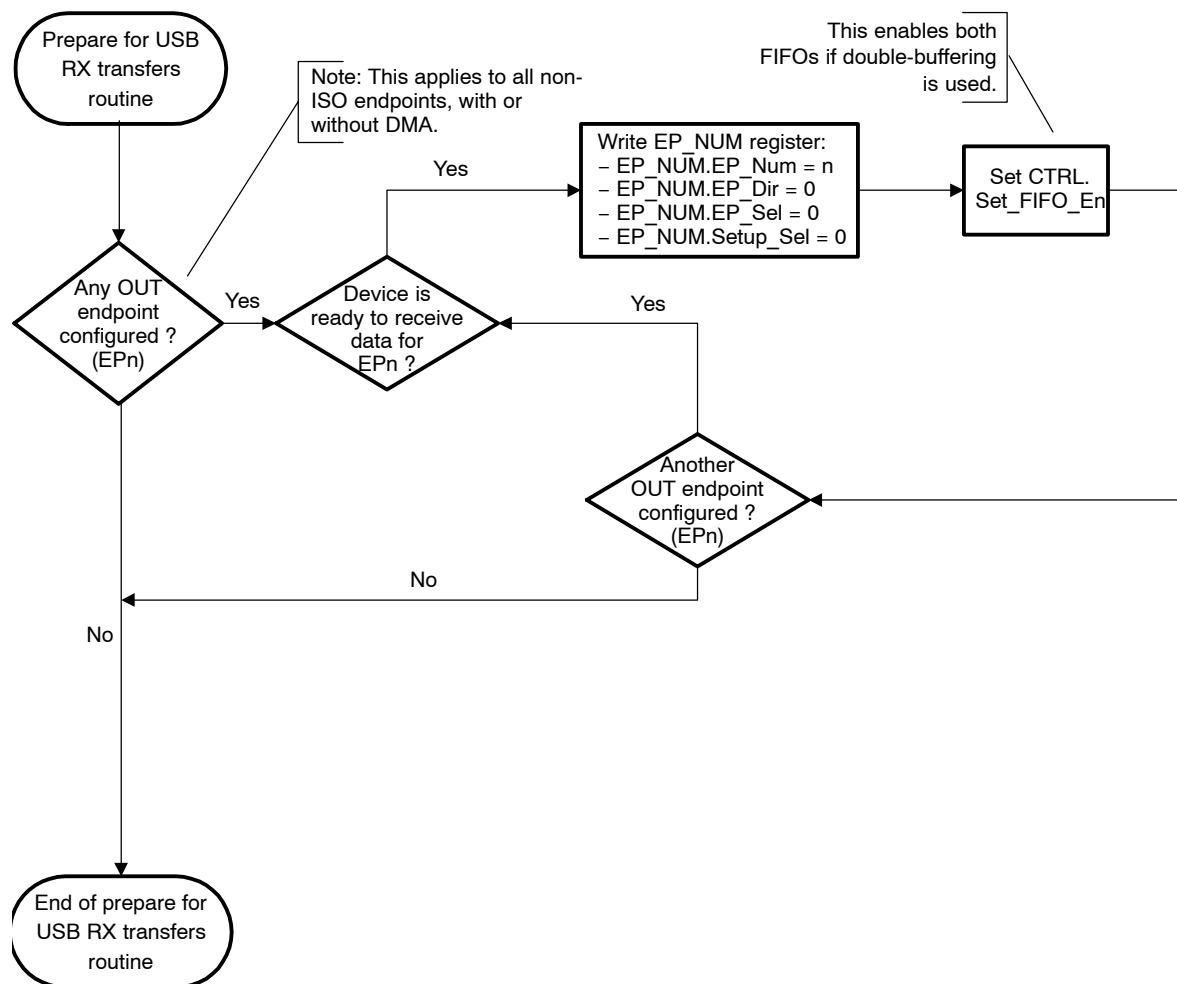 Prepare for USB
RX transfers
routine
Note: This applies to all non-
ISO endpoints, with or
without DMA.
This enables both
FIFOs if double-buffering
is used.
Yes
Write EP_NUM register:
– EP_NUM.EP_Num = n
– EP_NUM.EP_Dir = 0
– EP_NUM.EP_Sel = 0
– EP_NUM.Setup_Sel = 0
Set CTRL.
Set_FIFO_En
Any OUT
endpoint
configured ?
(EPn)
Yes
Device is
ready to receive
data for
EPn ?
Yes
Another
OUT endpoint
configured ?
(EPn)
No
No
End of prepare for
USB RX transfers
routine